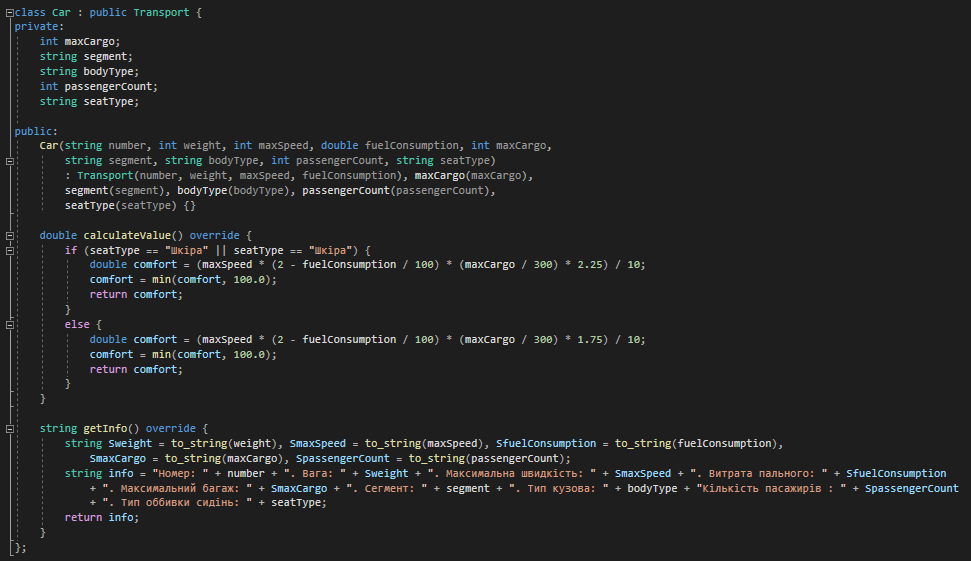 class Car : public Transport {
private:
    int maxCargo;
    string segment;
    string bodyType;
    int passengerCount;
    string seatType;

public:
    Car(string number, int weight, int maxSpeed, double fuelConsumption, int maxCargo,
        string segment, string bodyType, int passengerCount, string seatType)
        : Transport(number, weight, maxSpeed, fuelConsumption), maxCargo(maxCargo),
        segment(segment), bodyType(bodyType), passengerCount(passengerCount),
        seatType(seatType) {}

    double calculateValue() override {
        if (seatType == "Шкіра" || seatType == "Шкіра") {
            double comfort = (maxSpeed * (2 - fuelConsumption / 100) * (maxCargo / 300) * 2.25) / 10;
            comfort = min(comfort, 100.0);
            return comfort;
        }
        else {
            double comfort = (maxSpeed * (2 - fuelConsumption / 100) * (maxCargo / 300) * 1.75) / 10;
            comfort = min(comfort, 100.0);
            return comfort;
        }
    }

    string getInfo() override {
        string Sweight = to_string(weight), SmaxSpeed = to_string(maxSpeed), SfuelConsumption = to_string(fuelConsumption),
            SmaxCargo = to_string(maxCargo), SpassengerCount = to_string(passengerCount);
        string info = "Номер: " + number + ". Вага: " + Sweight + ". Максимальна швидкість: " + SmaxSpeed + ". Витрата пального: " + SfuelConsumption
            + ". Максимальний багаж: " + SmaxCargo + ". Сегмент: " + segment + ". Тип кузова: " + bodyType + "Кількість пасажирів : " + SpassengerCount
            + ". Тип оббивки сидінь: " + seatType;
        return info;
    }
};